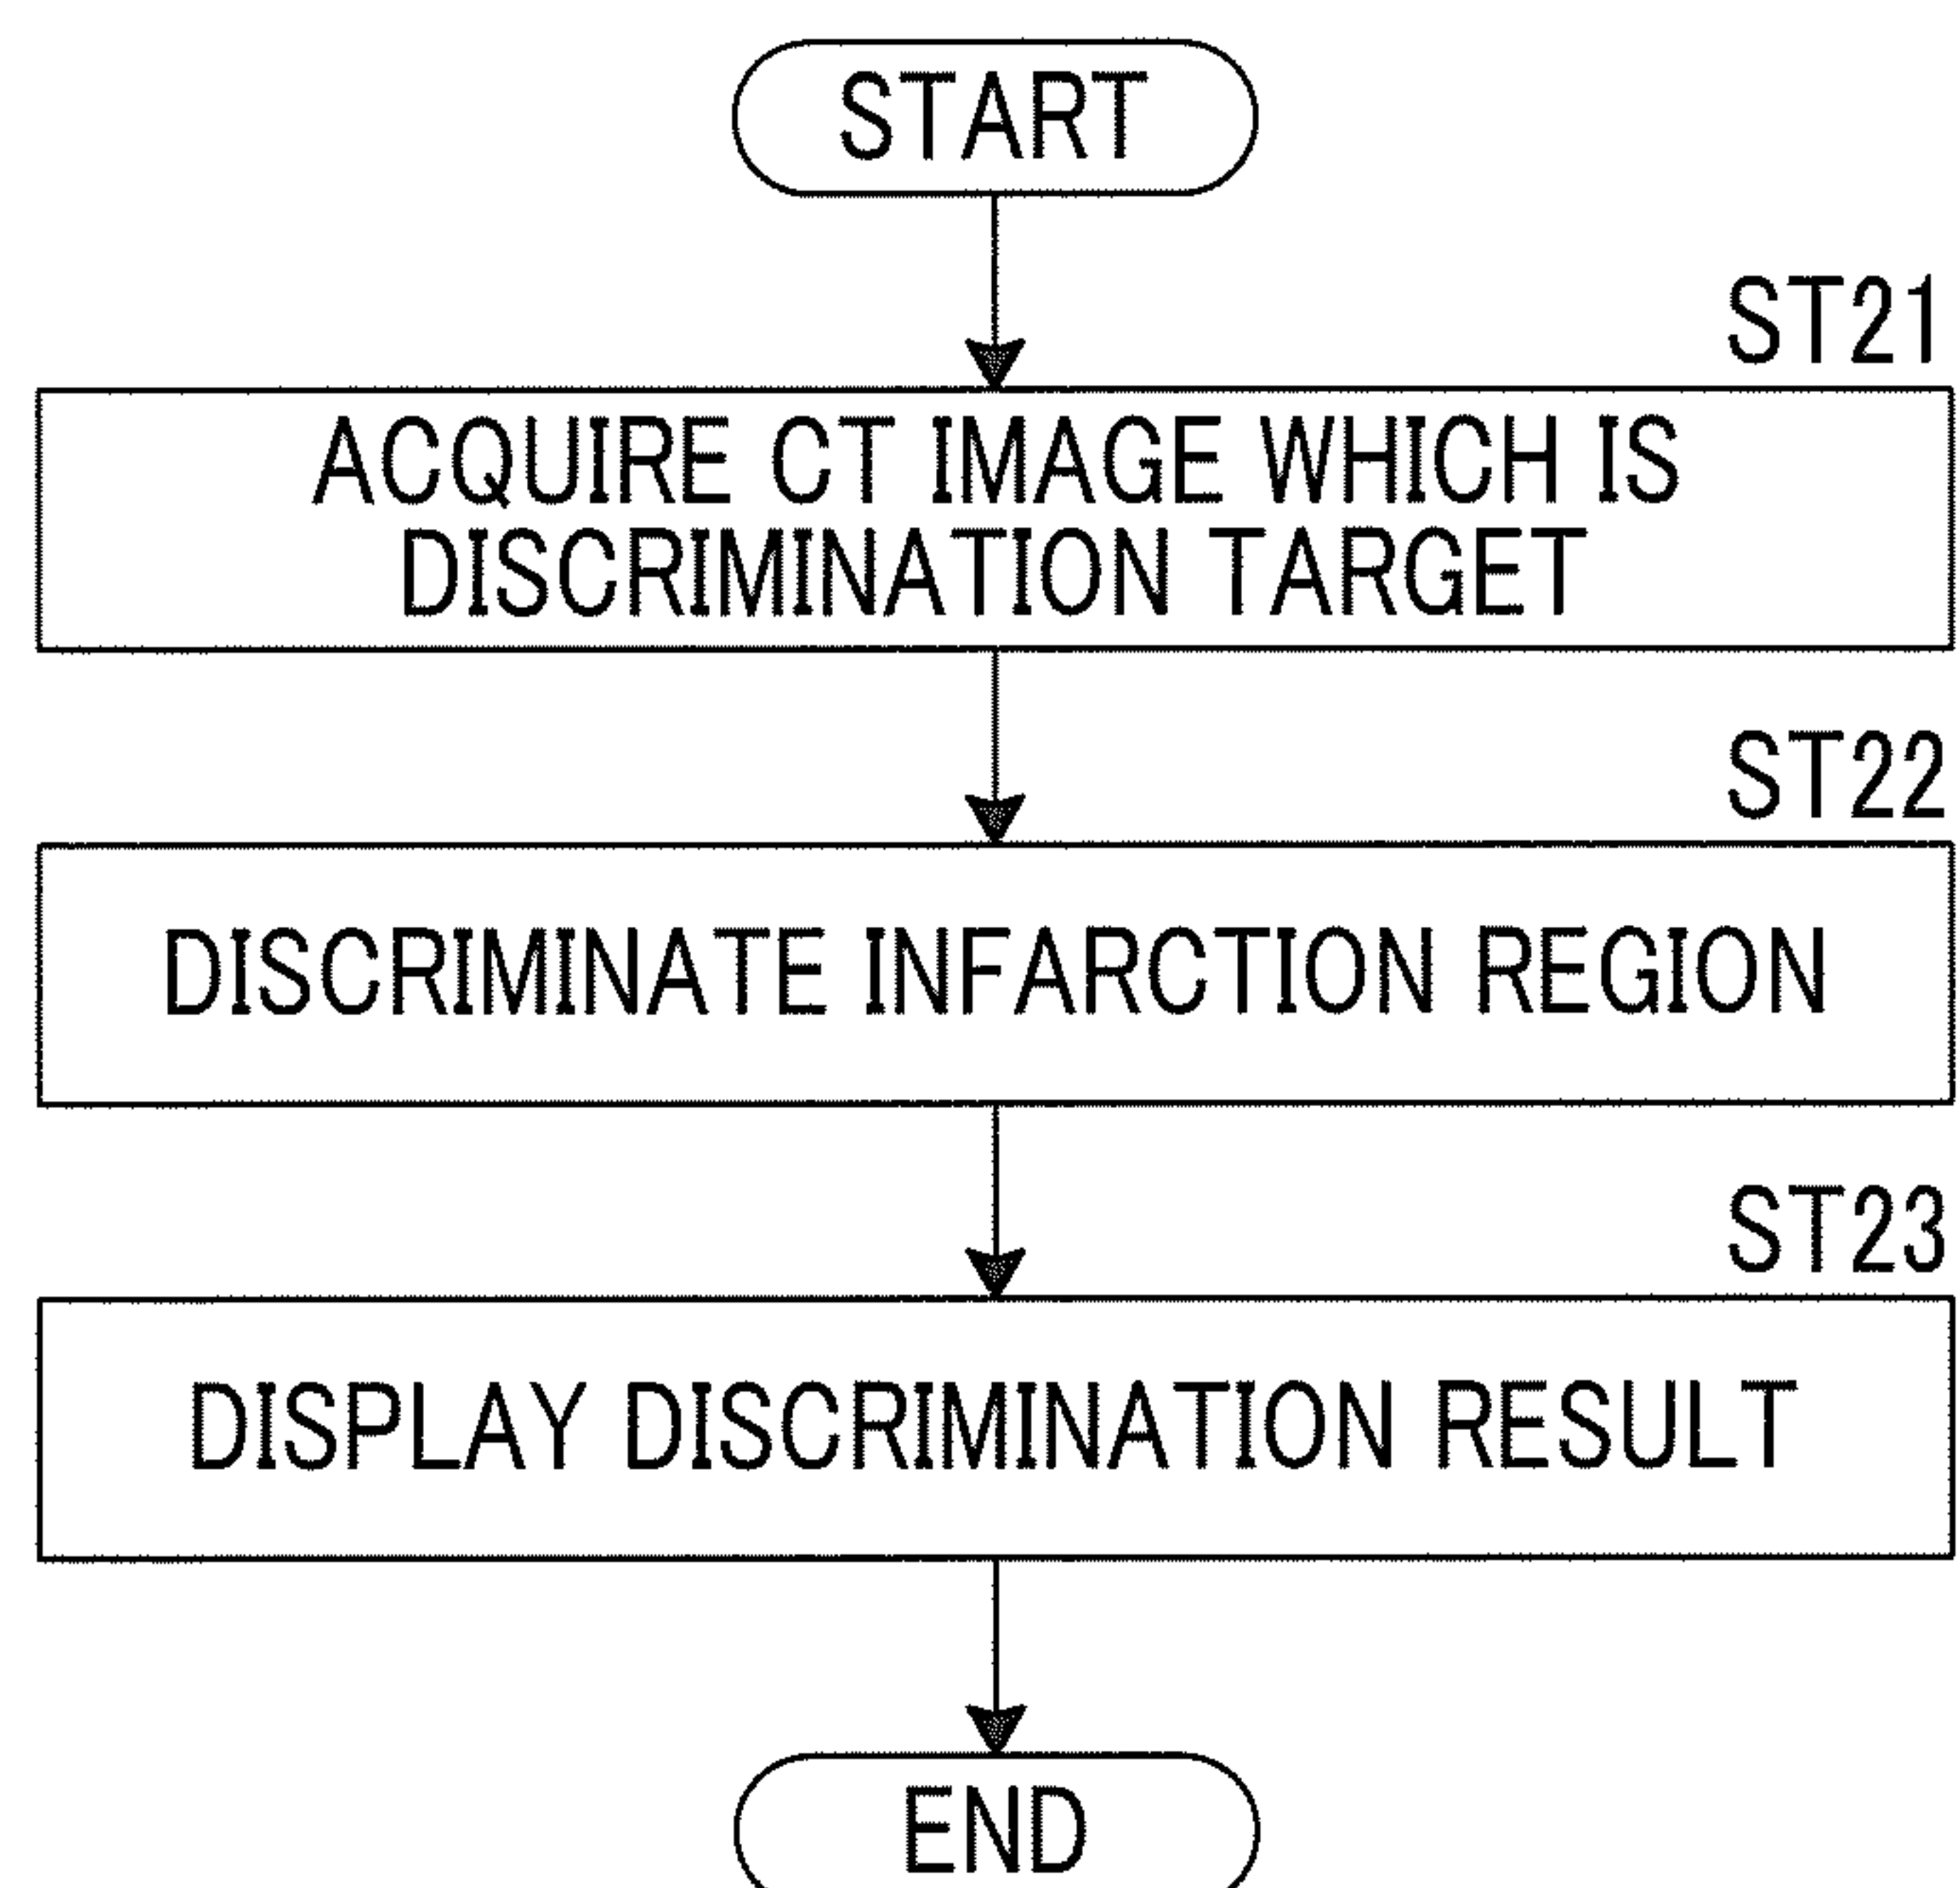 START
ST21
ACQUIRE CT IMAGE WHICH IS
DISCRIMINATION TARGET
ST22
DISCRIMINATE INFARCTION REGION
ST23
DISPLAY DISCRIMINATION RESULT
END